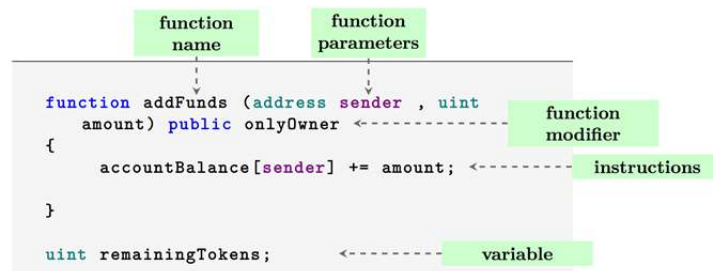 function
name
function
parameters
function addFunds (address sender , uint
amount) public onlyOwner
function
modifier
{
accountBalance[sender] += amount;
instructions
}
uint remainingTokens;
variable